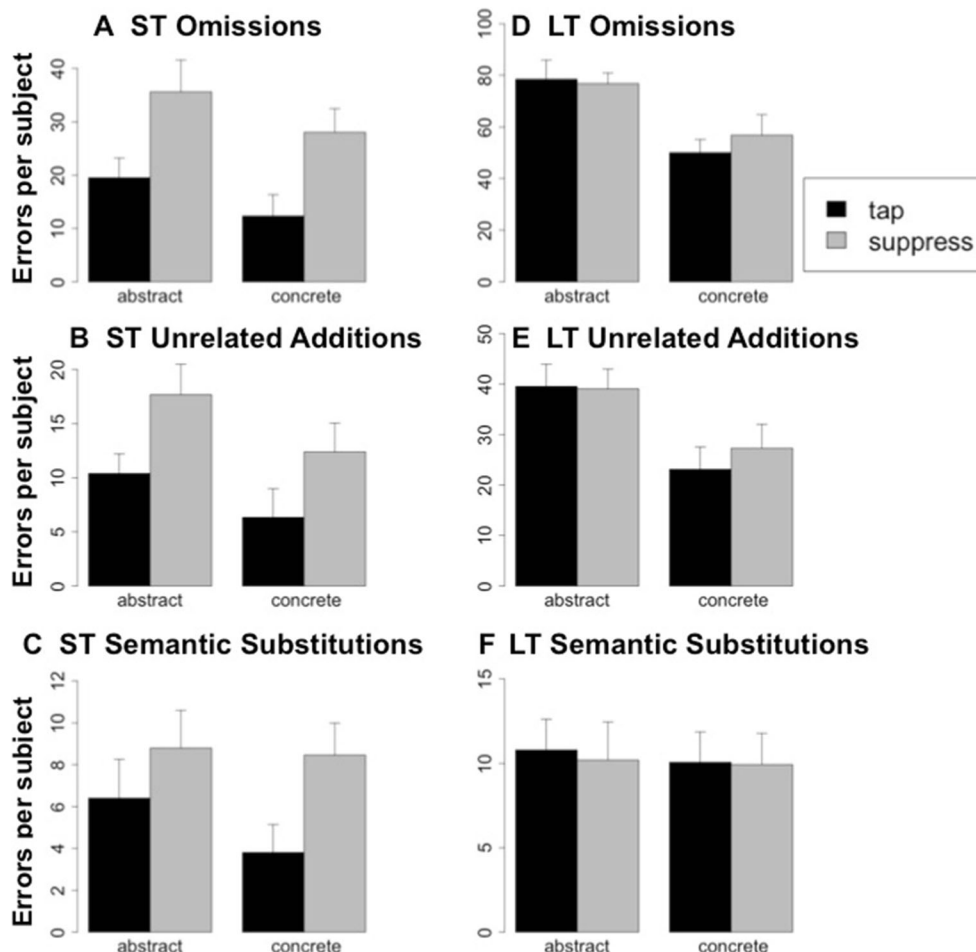 A ST Omissions
Errors per subject
0 10 20 30 40
abstract concrete
D LT Omissions
0 20 40 60 80 100
abstract concrete
tap
suppress
B ST Unrelated Additions
Errors per subject
0 5 10 15 20
abstract concrete
E LT Unrelated Additions
0 10 20 30 40 50
abstract concrete
C ST Semantic Substitutions
Errors per subject
0 2 4 6 8 10 12
abstract concrete
F LT Semantic Substitutions
0 5 10 15
abstract concrete